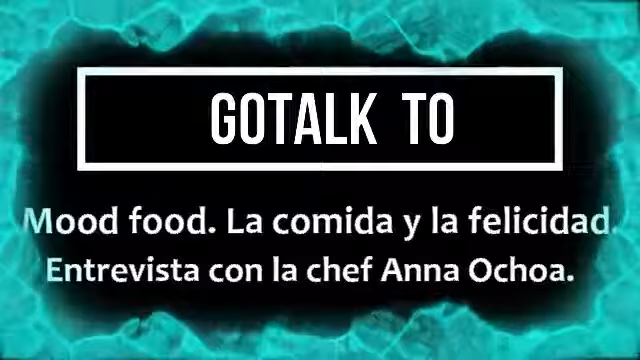 GOTALK TO
Mood food. La comida y la felicidad.
Entrevista con la chef Anna Ochoa.